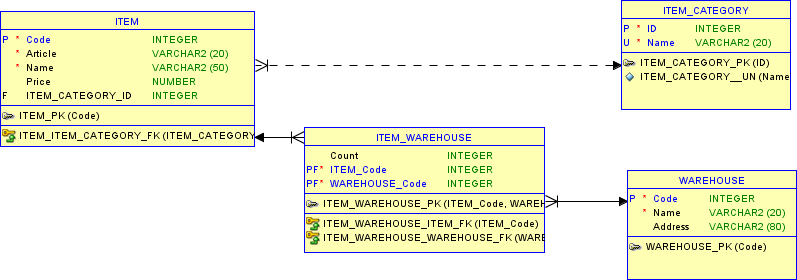 ITEM
P * Code INTEGER
* Article VARCHAR2 (20)
* Name VARCHAR2 (50)
Price NUMBER
F ITEM_CATEGORY_ID INTEGER
ITEM_PK (Code)
ITEM_ITEM_CATEGORY_FK (ITEM_CATEGORY
ITEM_CATEGORY
P * ID INTEGER
U * Name VARCHAR2 (20)
ITEM_CATEGORY_PK (ID)
ITEM_CATEGORY__UN (Name
ITEM_WAREHOUSE
Count INTEGER
PF* ITEM_Code INTEGER
PF* WAREHOUSE_Code INTEGER
ITEM_WAREHOUSE_PK (ITEM_Code, WAREH
ITEM_WAREHOUSE_ITEM_FK (ITEM_Code)
ITEM_WAREHOUSE_WAREHOUSE_FK (WARE
WAREHOUSE
P * Code INTEGER
* Name VARCHAR2 (20)
Address VARCHAR2 (80)
WAREHOUSE_PK (Code)